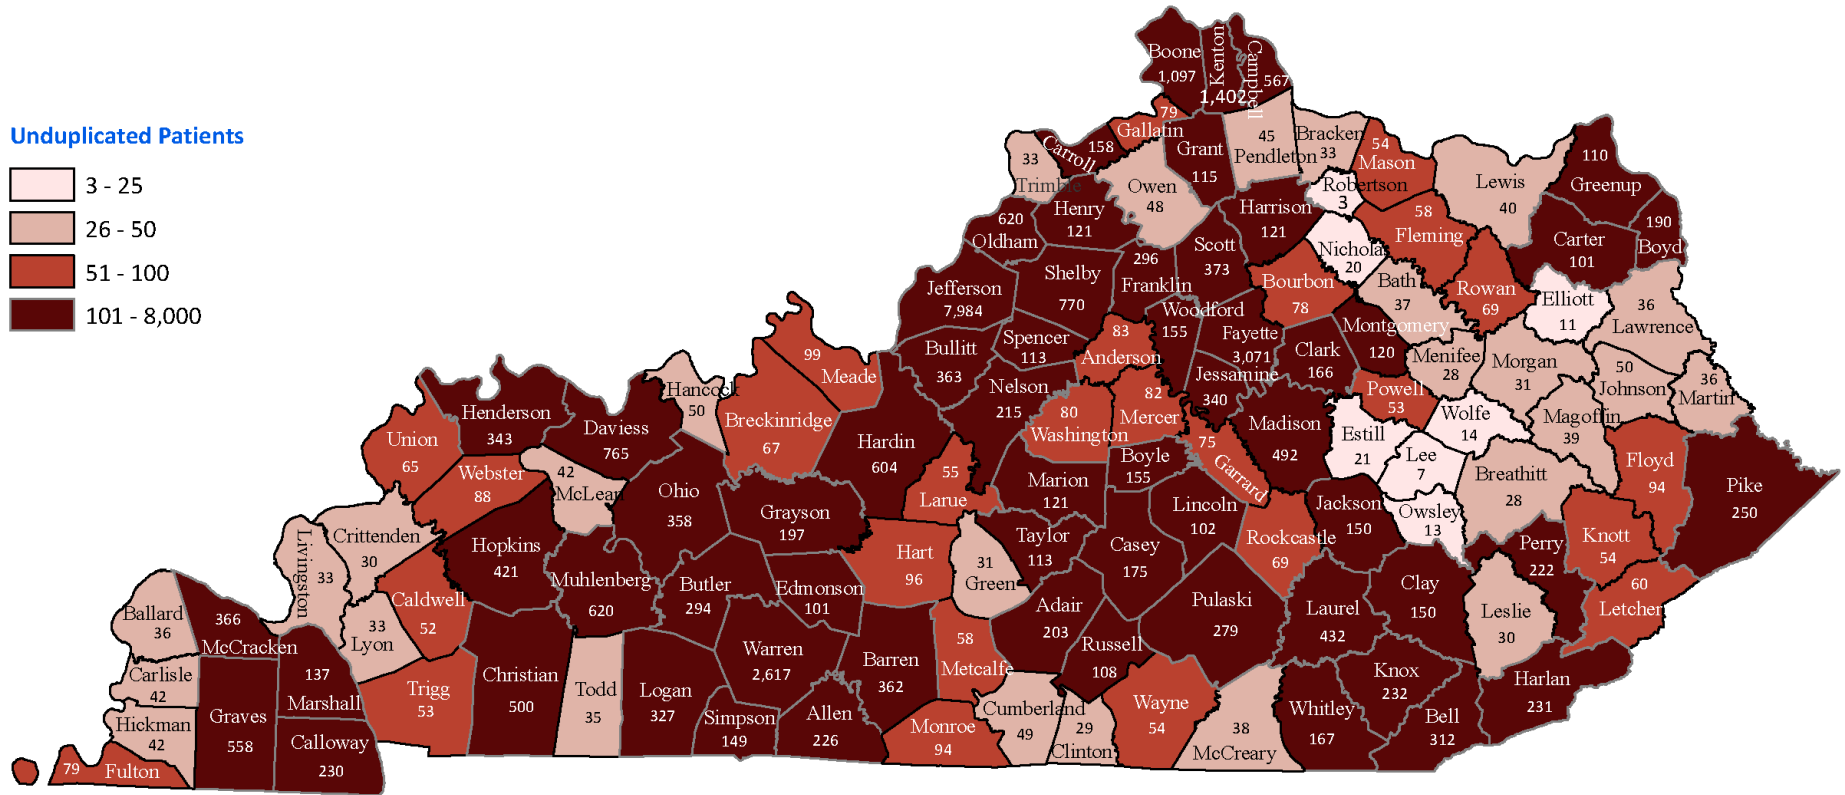 Unduplicated Patients
3 - 25
26 - 50
51 - 100
101 - 8,000
Boone
1,097
Kenton
1,402
Campbell
567
79
Gallatin
Carroll
158
33
Trimble
Grant
115
45
Pendleton
Bracken
33
54
Mason
Robertson
3
Lewis
40
110
Greenup
190
Boyd
Carter
101
Owen
48
Henry
121
620
Oldham
Harrison
121
58
Fleming
Nicholas
20
Scott
373
296
Franklin
Shelby
770
Jefferson
7,984
Bourbon
78
Bath
37
Rowan
69
Elliott
11
36
Lawrence
Woodford
155
Fayette
3,071
Montgomery
120
Clark
166
Menifee
28
Morgan
31
50
Johnson
36
Martin
Spencer
113
83
Anderson
Bullitt
363
Jessamine
340
Powell
53
Wolfe
14
Magoffin
39
99
Meade
Hancock
50
Breckinridge
67
Nelson
215
80
Washington
82
Mercer
Madison
492
Estill
21
Lee
7
Breathitt
28
Floyd
94
Pike
250
Henderson
343
Daviess
765
Union
65
Webster
88
42
McLean
Ohio
358
Hardin
604
55
Larue
Marion
121
Boyle
155
75
Garrard
Lincoln
102
Jackson
150
Owsley
13
Rockcastle
69
Perry
222
Knott
54
60
Letcher
Grayson
197
Crittenden
30
Livingston
33
Hopkins
421
Muhlenberg
620
Butler
294
Edmonson
101
Hart
96
31
Green
Taylor
113
Casey
175
Adair
203
Pulaski
279
Laurel
432
Clay
150
Leslie
30
Caldwell
52
33
Lyon
Ballard
36
366
McCracken
Carlisle
42
Hickman
42
79
Fulton
Graves
558
137
Marshall
Calloway
230
Trigg
53
Christian
500
Todd
35
Logan
327
Warren
2,617
Simpson
149
Allen
226
Barren
362
58
Metcalfe
Monroe
94
Cumberland
49
29
Clinton
Russell
108
Wayne
54
38
McCreary
Whitley
167
Knox
232
Bell
312
Harlan
231